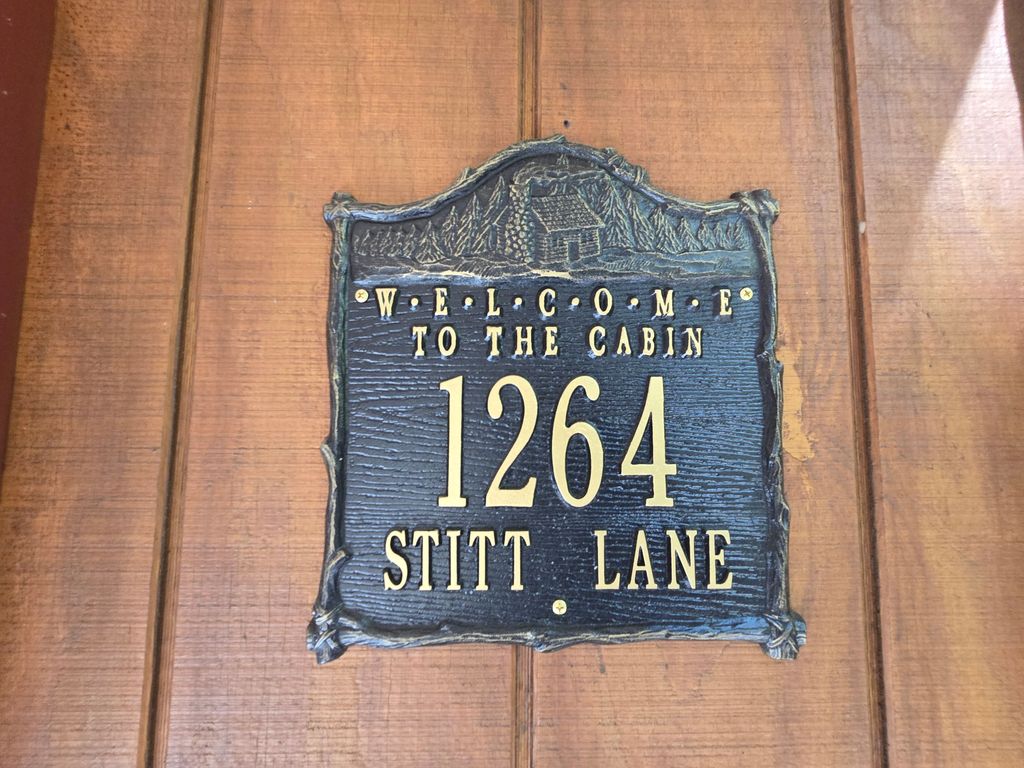 W·E·L·C·O·M·E
TO THE CABIN
1264
STITT LANE